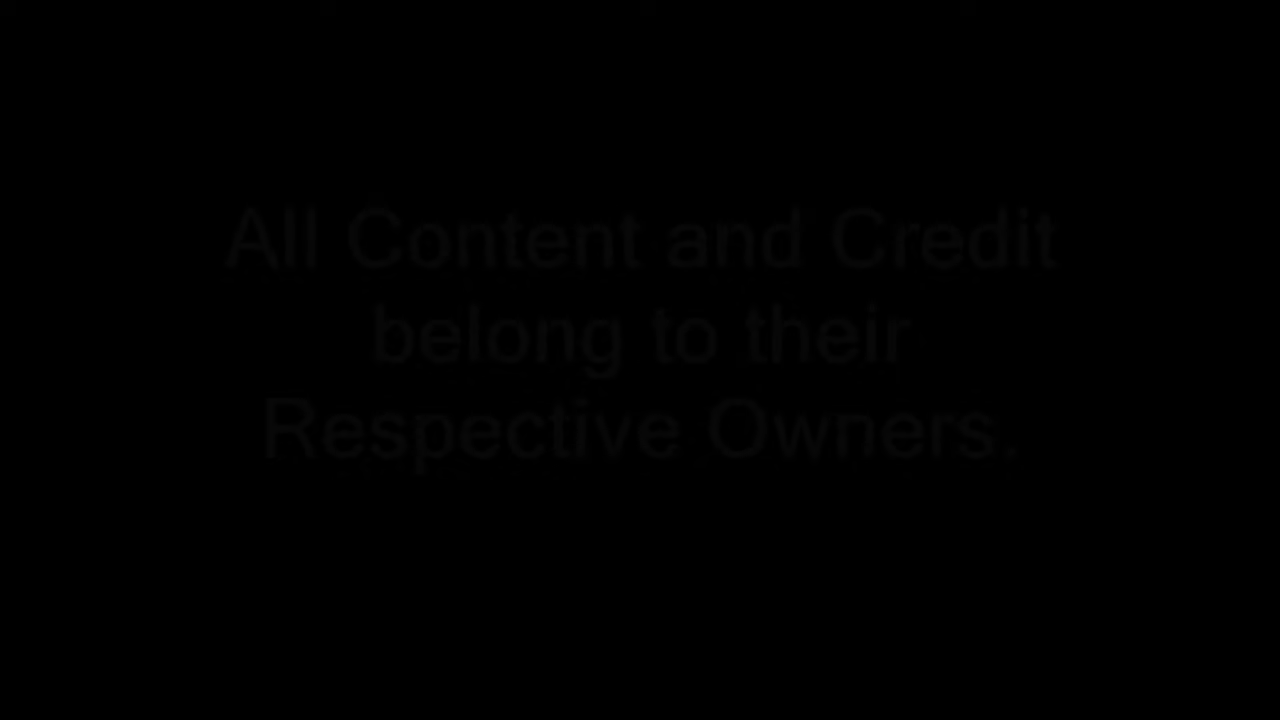 All Content and Credit
belong to their
Respective Owners.